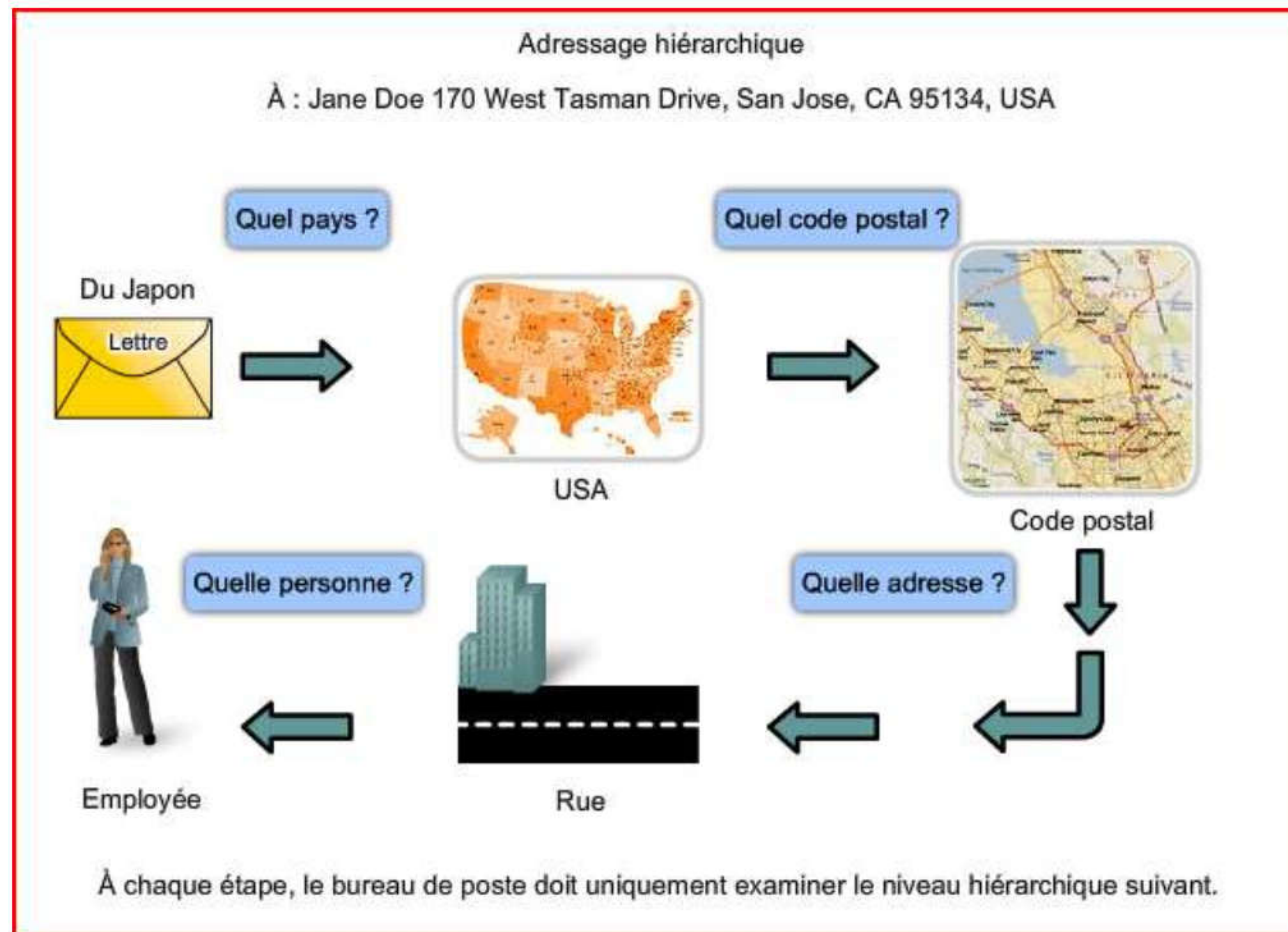 Adressage hiérarchique
À : Jane Doe 170 West Tasman Drive, San Jose, CA 95134, USA
Quel pays ?
Quel code postal ?
Du Japon
Lettre
USA
Code postal
Quelle personne ?
Quelle adresse ?
Employée
Rue
À chaque étape, le bureau de poste doit uniquement examiner le niveau hiérarchique suivant.